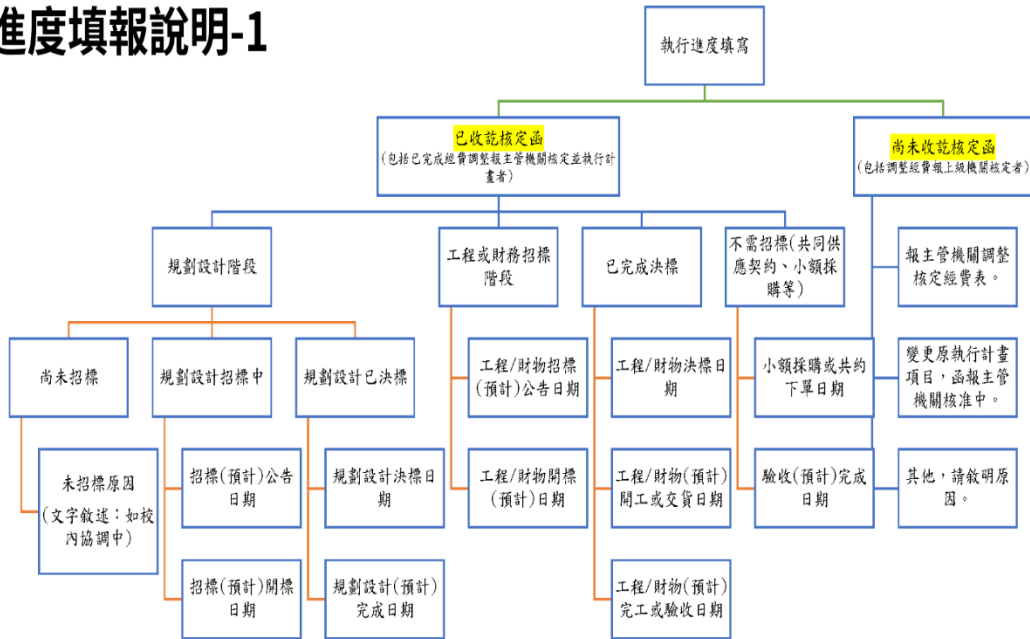 進度填報說明-1
執行進度填寫
已收訖核定函
(包括已完成經費調整報主管機關核定並執行計
畫者)
尚未收訖核定函
(包括調整經費報上級機關核定者)
規劃設計階段
工程或財務招標
階段
已完成決標
不需招標(共同供
應契約、小額採
購等)
報主管機關調整
核定經費表。
尚未招標
規劃設計招標中
規劃設計已決標
工程/財物招標
(預計)公告日期
工程/財物決標日
期
小額採購或共約
下單日期
變更原執行計畫
項目,函報主管
機關核准中。
未招標原因
(文字敘述:如校
內協調中)
招標(預計)公告
日期
規劃設計決標日
期
工程/財物開標
(預計)日期
工程/財物(預計)
開工或交貨日期
驗收(預計)完成
日期
其他,請敘明原
因。
招標(預計)開標
日期
規劃設計(預計)
完成日期
工程/財物(預計)
完工或驗收日期